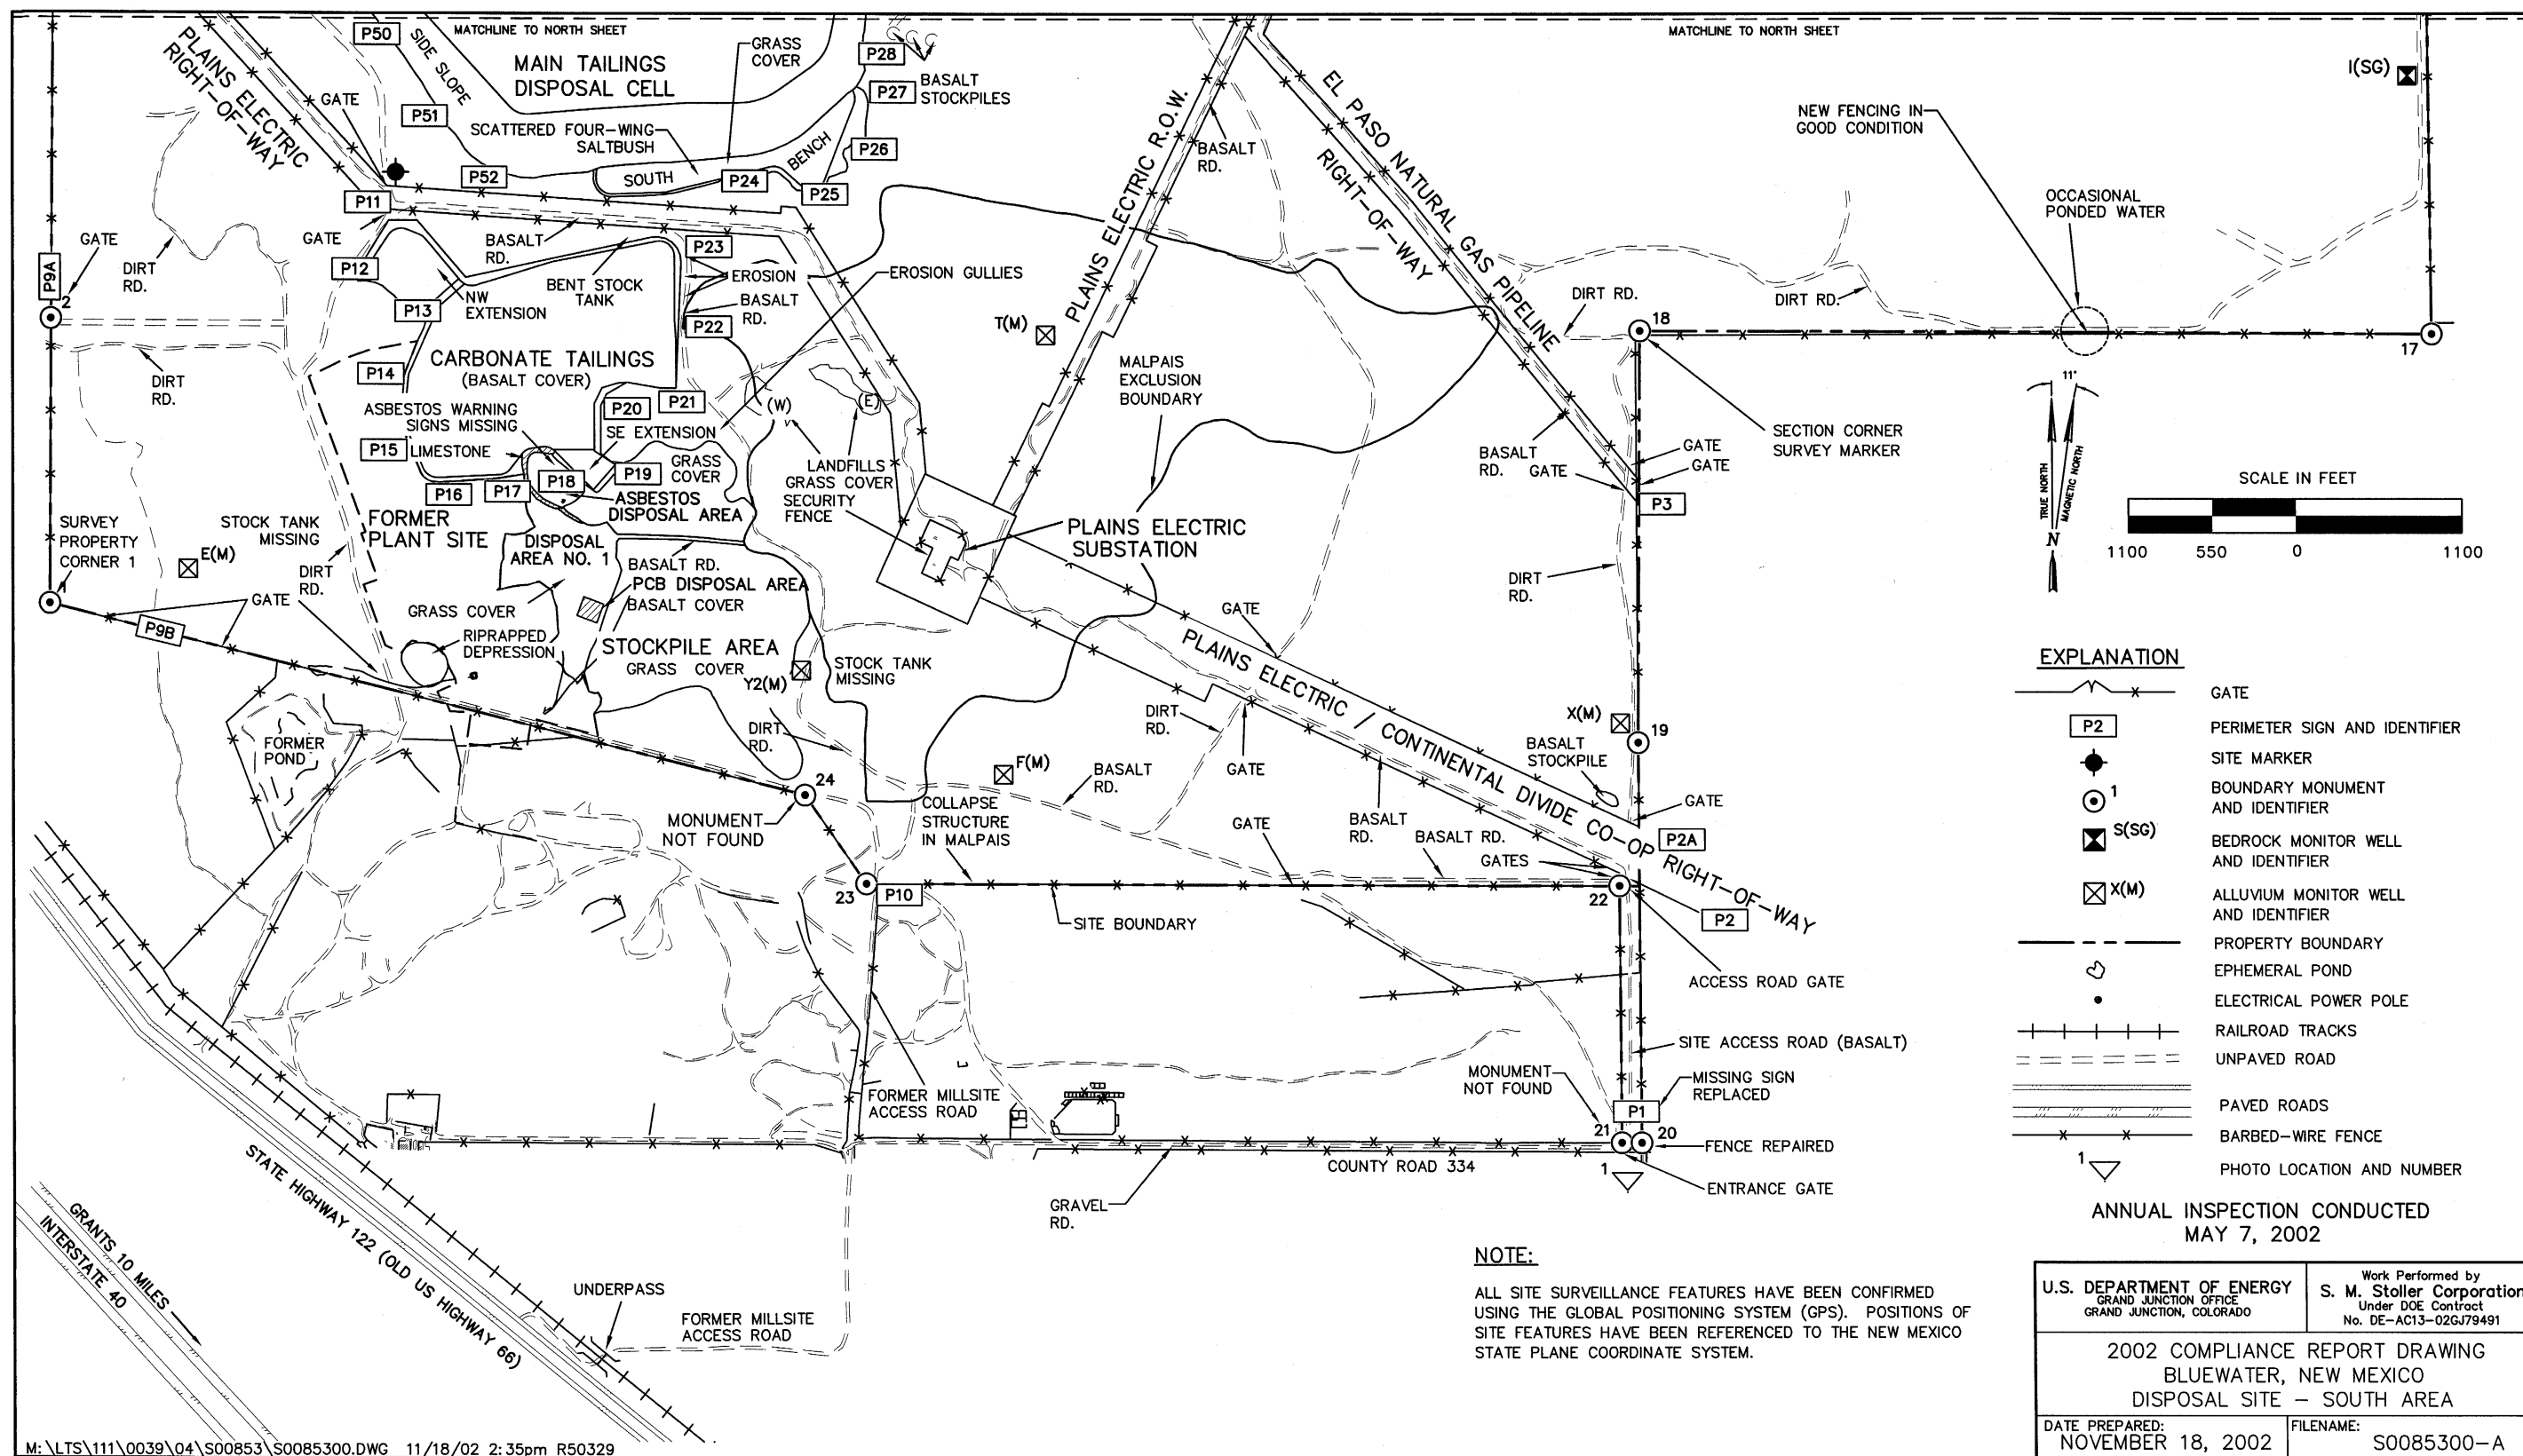 MATCHLINE TO NORTH SHEET
MATCHLINE TO NORTH SHEET
P50
SIDE SLOPE
PLAINS ELECTRIC
RIGHT-OF-WAY
MAIN TAILINGS
DISPOSAL CELL
GRASS
COVER
P28
P27
BASALT
STOCKPILES
GATE
P51
SCATTERED FOUR-WING
SALTBUSH
BENCH
P26
P52
SOUTH
P24
P25
P11
BASALT
RD.
PLAINS ELECTRIC R.O.W.
EL PASO NATURAL GAS PIPELINE
RIGHT-OF-WAY
I(SG)
NEW FENCING IN
GOOD CONDITION
OCCASIONAL
PONDED WATER
P9A
GATE
2
DIRT
RD.
GATE
P12
BASALT
RD.
P23
EROSION
EROSION GULLIES
BENT STOCK
TANK
BASALT
RD.
NW
EXTENSION
P13
P22
T(M)
DIRT RD.
DIRT RD.
18
17
DIRT
RD.
P14
CARBONATE TAILINGS
(BASALT COVER)
MALPAIS
EXCLUSION
BOUNDARY
P20
P21
(W)
(E)
ASBESTOS WARNING
SIGNS MISSING
SE EXTENSION
P15
LIMESTONE
P18
P19
GRASS
COVER
LANDFILLS
GRASS COVER
SECURITY
FENCE
P16
P17
ASBESTOS
DISPOSAL AREA
BASALT
RD.
GATE
GATE
GATE
P3
SECTION CORNER
SURVEY MARKER
11°
TRUE NORTH
MAGNETIC NORTH
N
SCALE IN FEET
1100
550
0
1100
SURVEY
PROPERTY
CORNER 1
1
STOCK TANK
MISSING
FORMER
PLANT SITE
DISPOSAL
AREA NO. 1
PLAINS ELECTRIC
SUBSTATION
E(M)
DIRT
RD.
BASALT RD.
PCB DISPOSAL AREA
BASALT COVER
DIRT
RD.
GATE
GRASS COVER
GATE
P9B
RIPRAPPED
DEPRESSION
STOCKPILE AREA
GRASS COVER
Y2(M)
STOCK TANK
MISSING
PLAINS ELECTRIC / CONTINENTAL DIVIDE CO-OP RIGHT-OF-WAY
FORMER
POND
DIRT
RD.
DIRT
RD.
X(M)
19
BASALT
STOCKPILE
F(M)
BASALT
RD.
GATE
24
MONUMENT
NOT FOUND
COLLAPSE
STRUCTURE
IN MALPAIS
GATE
BASALT
RD.
BASALT RD.
GATE
P2A
GATES
23
P10
SITE BOUNDARY
22
P2
ACCESS ROAD GATE
SITE ACCESS ROAD (BASALT)
MONUMENT
NOT FOUND
MISSING SIGN
REPLACED
P1
FORMER MILLSITE
ACCESS ROAD
21
20
FENCE REPAIRED
COUNTY ROAD 334
1
ENTRANCE GATE
GRAVEL
RD.
STATE HIGHWAY 122 (OLD US HIGHWAY 66)
GRANTS 10 MILES
INTERSTATE 40
UNDERPASS
FORMER MILLSITE
ACCESS ROAD
EXPLANATION
GATE
P2
PERIMETER SIGN AND IDENTIFIER
SITE MARKER
1
BOUNDARY MONUMENT
AND IDENTIFIER
S(SG)
BEDROCK MONITOR WELL
AND IDENTIFIER
X(M)
ALLUVIUM MONITOR WELL
AND IDENTIFIER
PROPERTY BOUNDARY
EPHEMERAL POND
ELECTRICAL POWER POLE
RAILROAD TRACKS
UNPAVED ROAD
PAVED ROADS
BARBED-WIRE FENCE
1
PHOTO LOCATION AND NUMBER
ANNUAL INSPECTION CONDUCTED
MAY 7, 2002
NOTE:
ALL SITE SURVEILLANCE FEATURES HAVE BEEN CONFIRMED
USING THE GLOBAL POSITIONING SYSTEM (GPS). POSITIONS OF
SITE FEATURES HAVE BEEN REFERENCED TO THE NEW MEXICO
STATE PLANE COORDINATE SYSTEM.
U.S. DEPARTMENT OF ENERGY
GRAND JUNCTION OFFICE
GRAND JUNCTION, COLORADO
Work Performed by
S. M. Stoller Corporation
Under DOE Contract
No. DE-AC13-02GJ79491
2002 COMPLIANCE REPORT DRAWING
BLUEWATER, NEW MEXICO
DISPOSAL SITE - SOUTH AREA
DATE PREPARED:
NOVEMBER 18, 2002
FILENAME:
S0085300-A
M:\LTS\111\0039\04\S00853\S0085300.DWG 11/18/02 2:35pm R50329